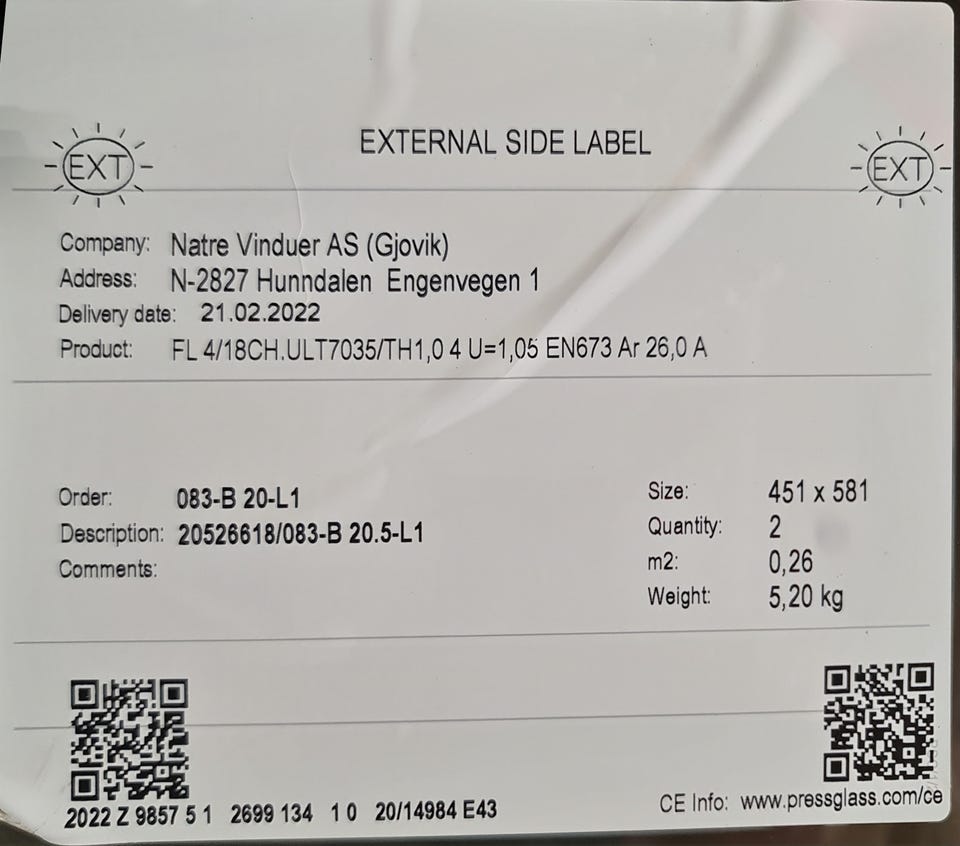 EXTERNAL SIDE LABEL
EXT EXT
Company: Natre Vinduer AS (Gjovik)
Address: N-2827 Hunndalen Engenvegen 1
Delivery date: 21.02.2022
Product: FL 4/18CH.ULT7035/TH1,0 4 U=1,05 EN673 Ar 26,0 A
Order: 083-B 20-L1
Description: 20526618/083-B 20.5-L1
Comments:
Size: 451 x 581
Quantity: 2
m2: 0,26
Weight: 5,20 kg
2022 Z 9857 5 1 2699 134 1 0 20/14984 E43
CE Info: www.pressglass.com/ce